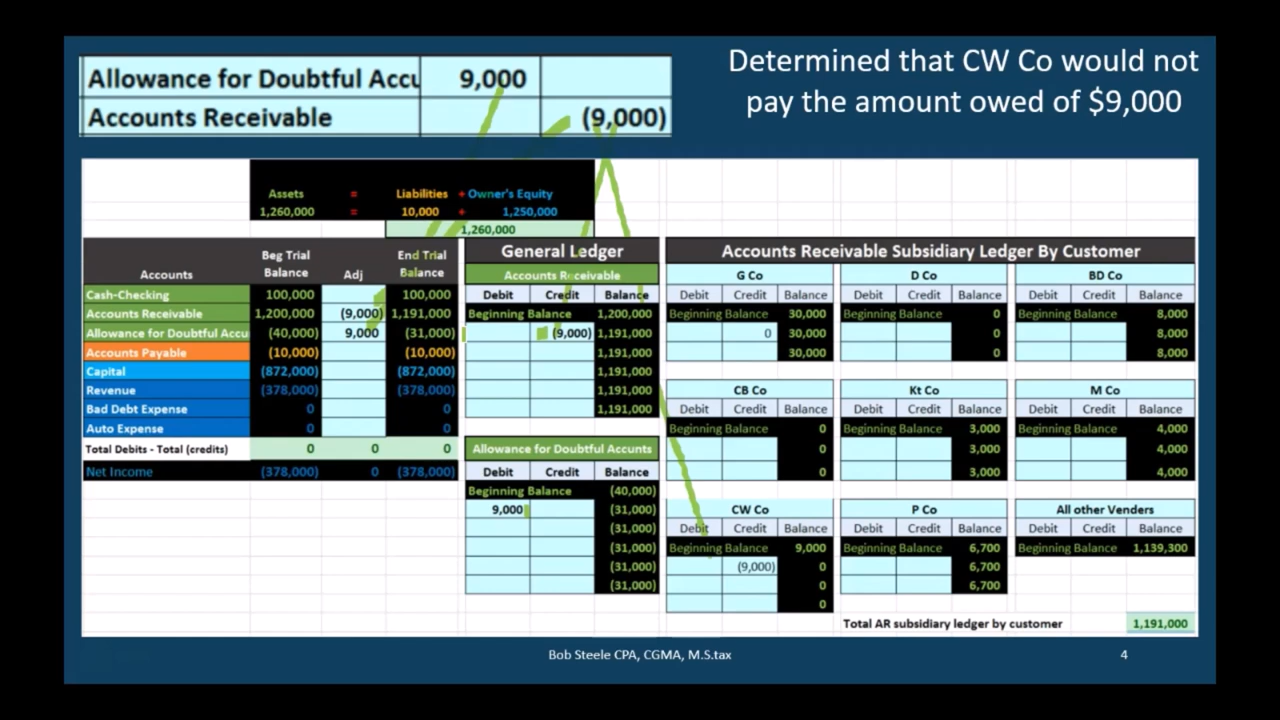 Allowance for Doubtful Accu 9,000
Accounts Receivable (9,000)
Determined that CW Co would not
pay the amount owed of $9,000
Assets = Liabilities + Owner's Equity
1,260,000 = 10,000 + 1,250,000
1,260,000
Accounts Beg Trial Balance Adj End Trial Balance
Cash-Checking 100,000 100,000
Accounts Receivable 1,200,000 (9,000) 1,191,000
Allowance for Doubtful Accu (40,000) 9,000 (31,000)
Accounts Payable (10,000) (10,000)
Capital (872,000) (872,000)
Revenue (378,000) (378,000)
Bad Debt Expense 0 0
Auto Expense 0 0
Total Debits - Total (credits) 0 0 0
Net Income (378,000) 0 (378,000)
General Ledger
Accounts Receivable
Debit Credit Balance
Beginning Balance 1,200,000
(9,000) 1,191,000
1,191,000
1,191,000
1,191,000
1,191,000
Allowance for Doubtful Accunts
Debit Credit Balance
Beginning Balance (40,000)
9,000 (31,000)
(31,000)
(31,000)
(31,000)
(31,000)
Accounts Receivable Subsidiary Ledger By Customer
G Co
Debit Credit Balance
Beginning Balance 30,000
0 30,000
30,000
D Co
Debit Credit Balance
Beginning Balance 0
0
0
BD Co
Debit Credit Balance
Beginning Balance 8,000
8,000
8,000
CB Co
Debit Credit Balance
Beginning Balance 0
0
0
Kt Co
Debit Credit Balance
Beginning Balance 3,000
3,000
3,000
M Co
Debit Credit Balance
Beginning Balance 4,000
4,000
4,000
CW Co
Debit Credit Balance
Beginning Balance 9,000
(9,000) 0
0
0
P Co
Debit Credit Balance
Beginning Balance 6,700
6,700
6,700
All other Venders
Debit Credit Balance
Beginning Balance 1,139,300
Total AR subsidiary ledger by customer 1,191,000
Bob Steele CPA, CGMA, M.S.tax
4